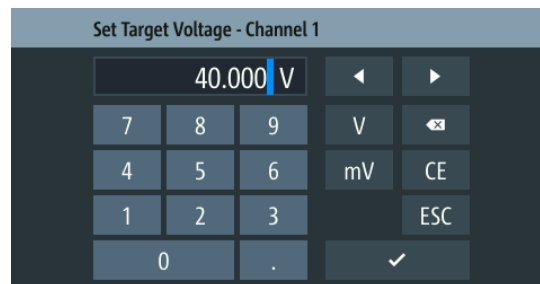 Set Target Voltage - Channel 1
40.000 V
7 8 9 V
4 5 6 mV CE
1 2 3 ESC
0 .